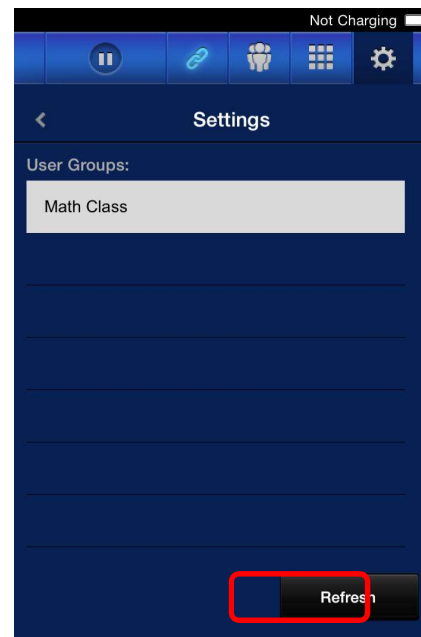 Not Charging
Settings
User Groups:
Math Class
Refresh